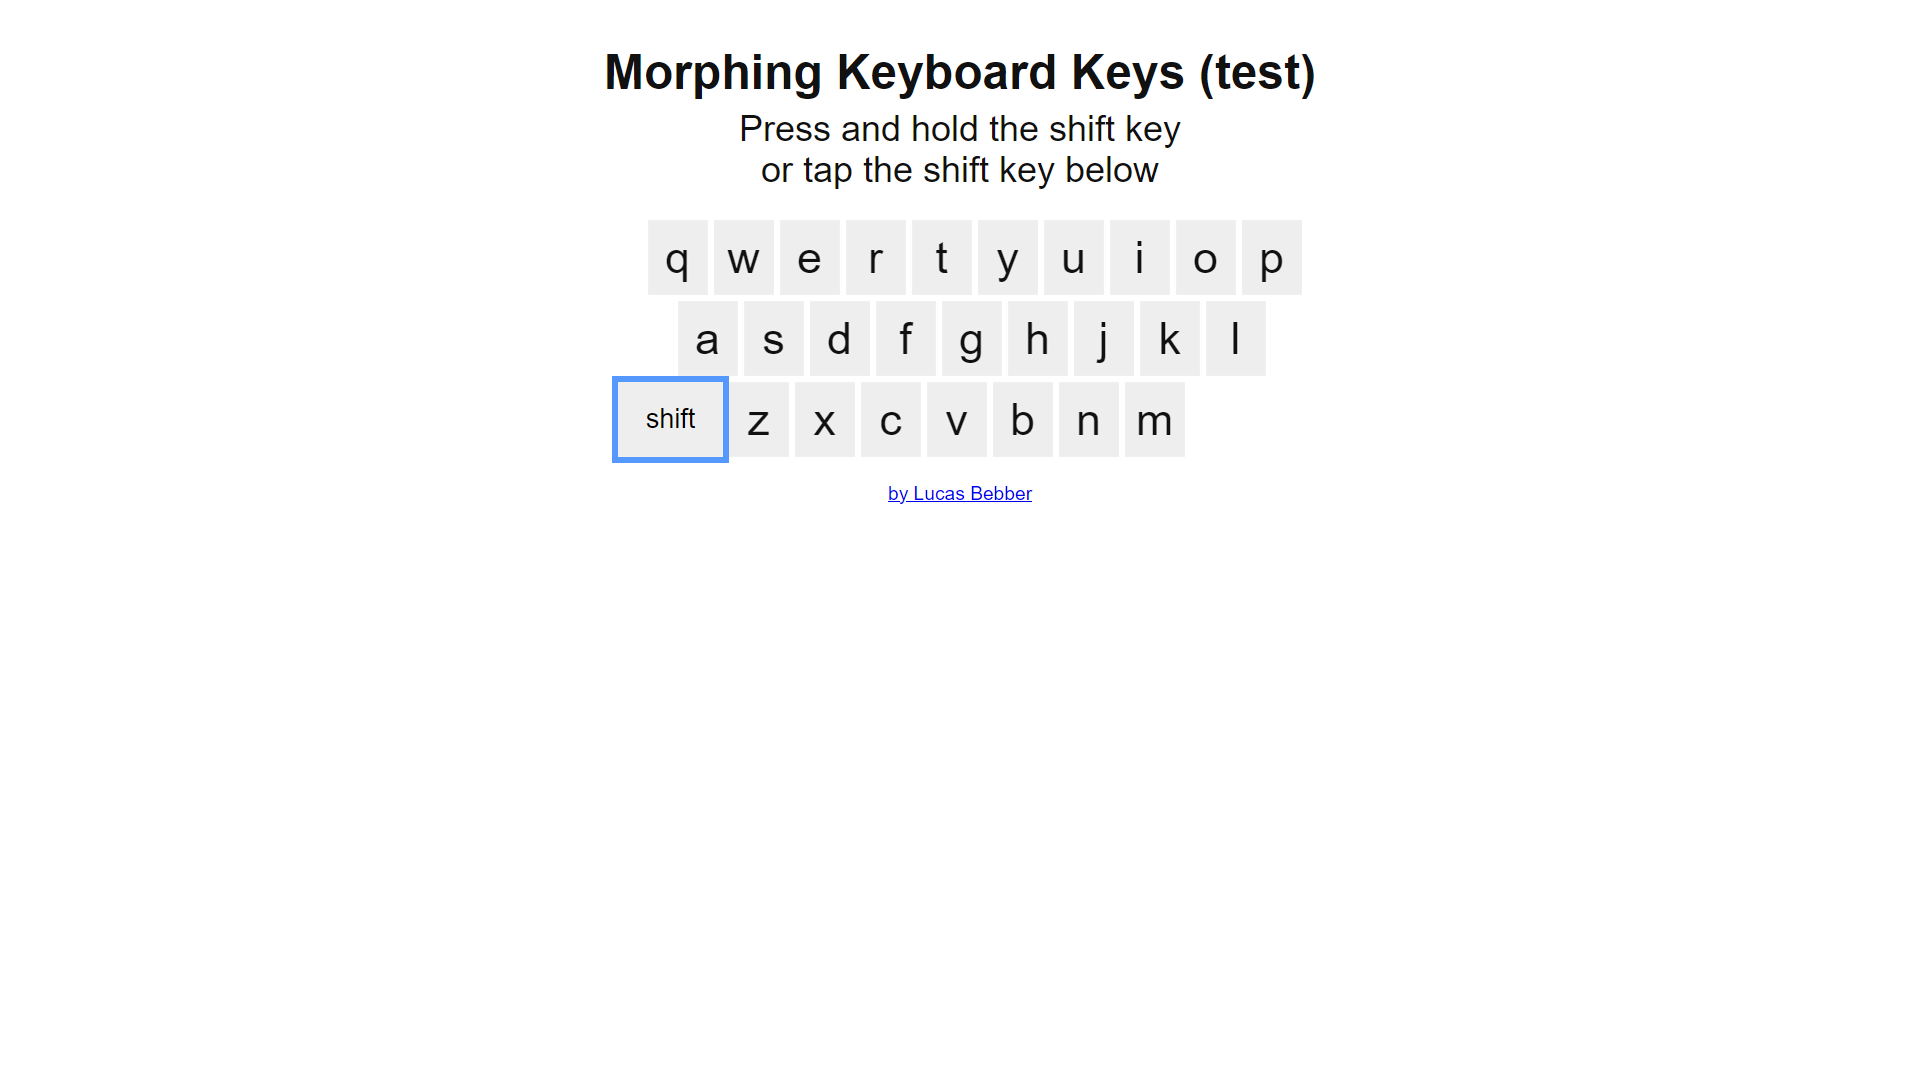 Morphing Keyboard Keys (test)
Press and hold the shift key
or tap the shift key below
q w e r t y u i o p
a s d f g h j k l
shift z x c v b n m
by Lucas Bebber